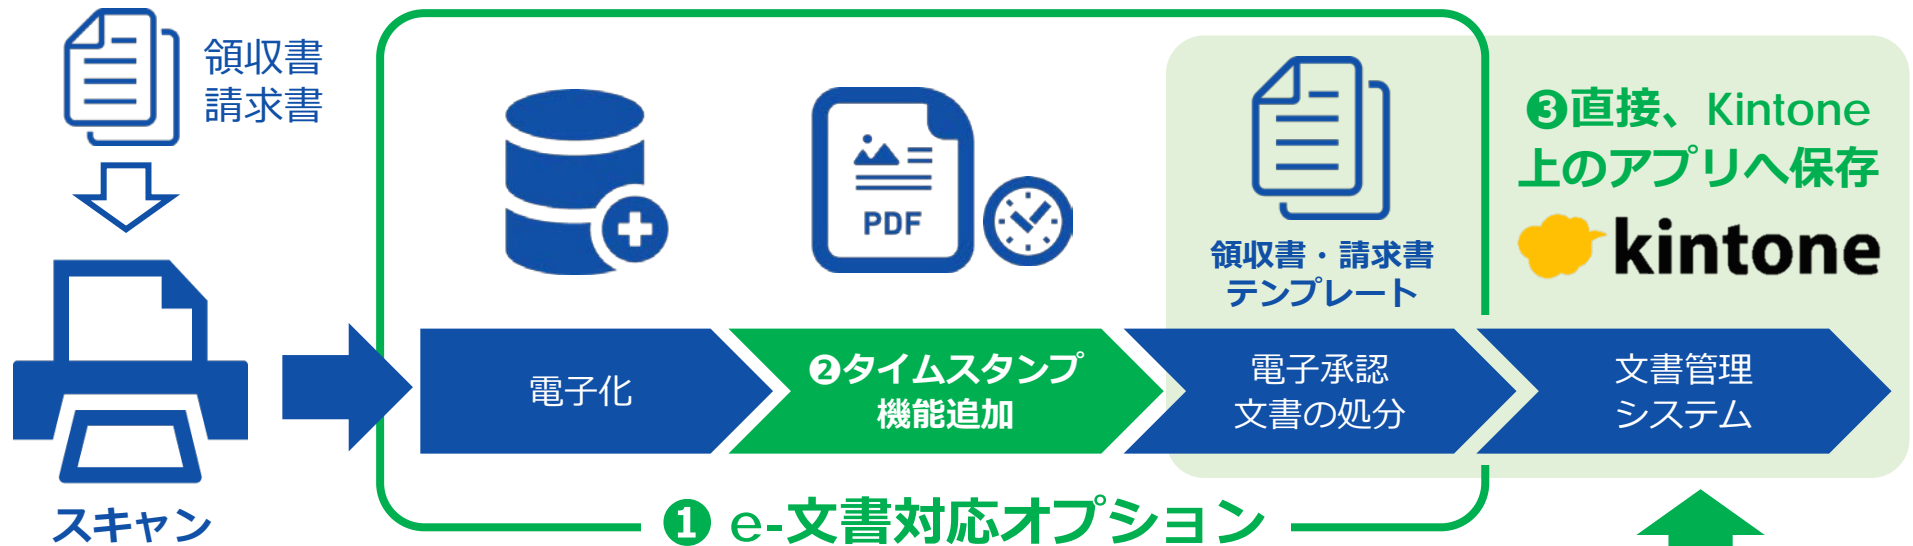 領収書
請求書
スキャン
PDF
領収書・請求書
テンプレート
❸直接、Kintone
上のアプリへ保存
kintone
電子化
❷タイムスタンプ
機能追加
電子承認
文書の処分
文書管理
システム
❶ e-文書対応オプション